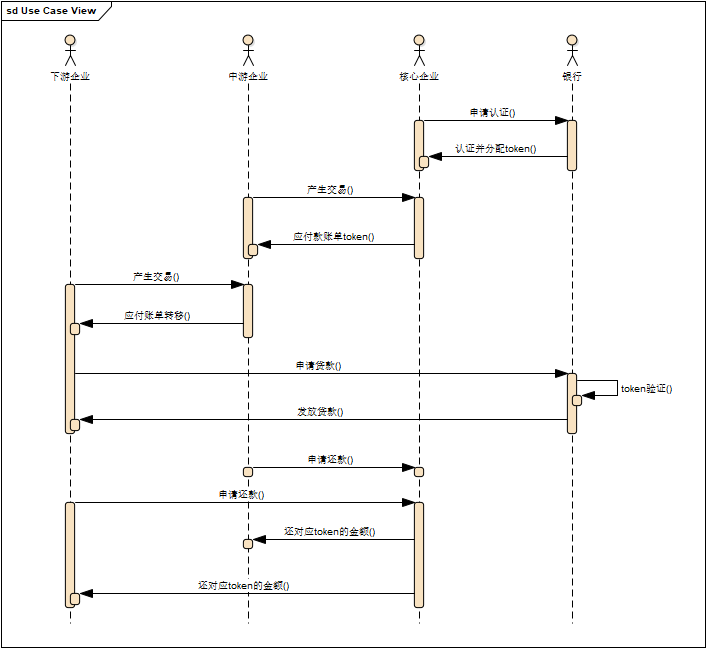 sd Use Case View
下游企业
中游企业
核心企业
银行
申请认证()
认证并分配token()
产生交易()
应付款账单token()
产生交易()
应付账单转移()
申请贷款()
token验证()
发放贷款()
申请还款()
申请还款()
还对应token的金额()
还对应token的金额()